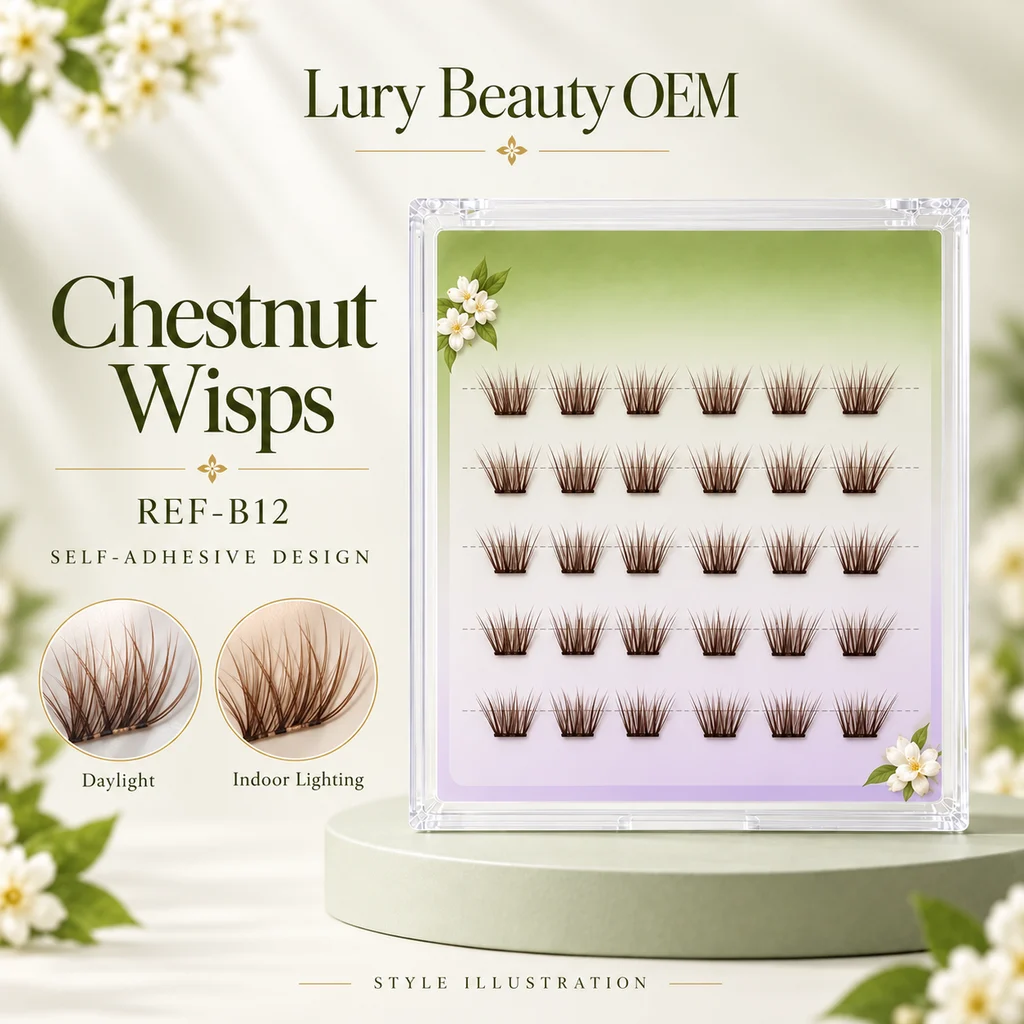 Lury Beauty OEM
Chestnut
Wisps
REF-B12
SELF-ADHESIVE DESIGN
Daylight
Indoor Lighting
STYLE ILLUSTRATION